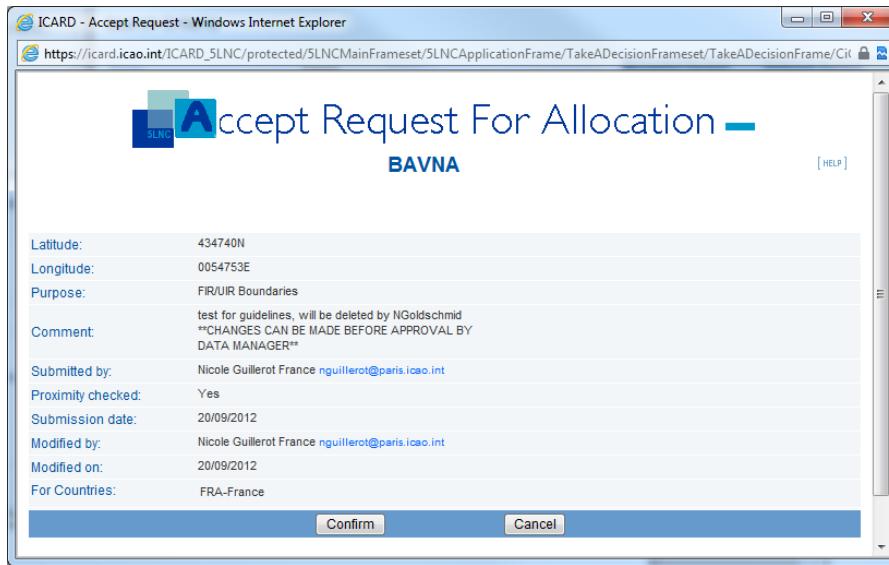 ICARD - Accept Request - Windows Internet Explorer
https://icard.icao.int/ICARD_5LNC/protected/5LNCMainFrameset/5LNCApplicationFrame/TakeADecisionFrameset/TakeADecisionFrame/Ci
5LNC Accept Request For Allocation
BAVNA
[HELP]
Latitude: 434740N
Longitude: 0054753E
Purpose: FIR/UIR Boundaries
Comment: test for guidelines, will be deleted by NGoldschmid
**CHANGES CAN BE MADE BEFORE APPROVAL BY
DATA MANAGER**
Submitted by: Nicole Guillerot France nguillerot@paris.icao.int
Proximity checked: Yes
Submission date: 20/09/2012
Modified by: Nicole Guillerot France nguillerot@paris.icao.int
Modified on: 20/09/2012
For Countries: FRA-France
Confirm Cancel